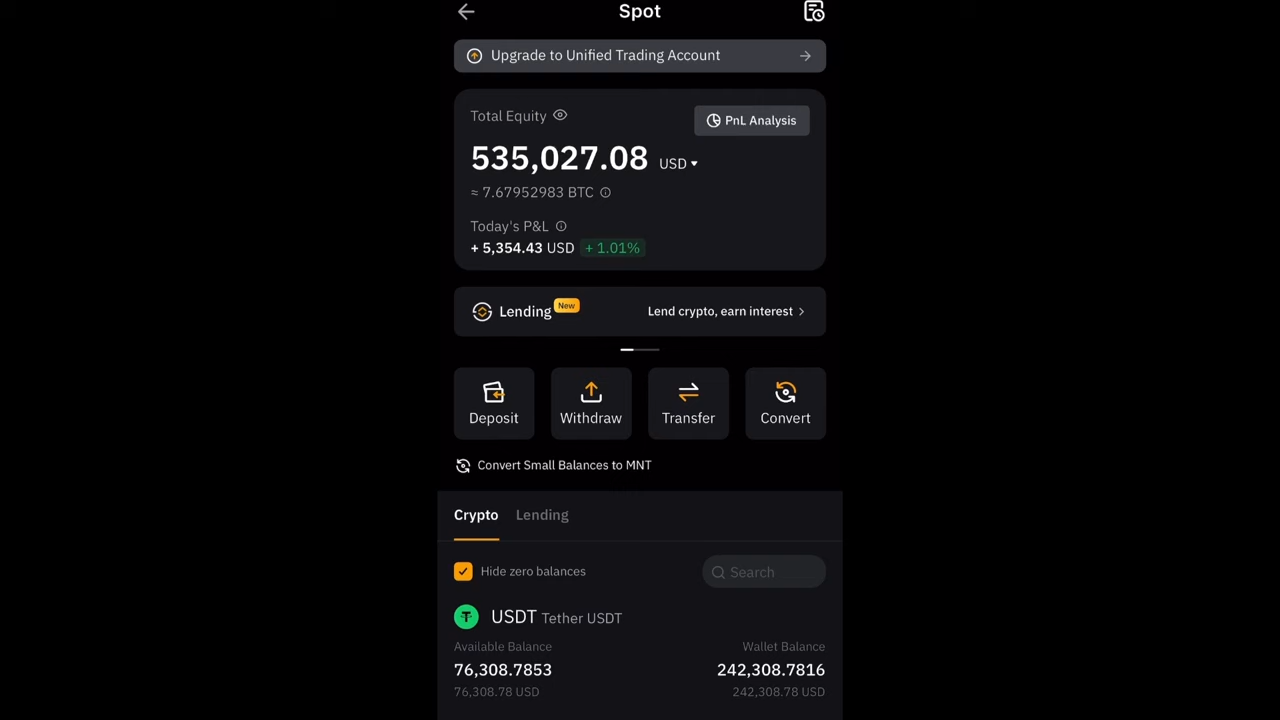 Spot
Upgrade to Unified Trading Account
Total Equity
PnL Analysis
535,027.08 USD
≈ 7.67952983 BTC
Today's P&L
+ 5,354.43 USD + 1.01%
Lending New Lend crypto, earn interest
Deposit Withdraw Transfer Convert
Convert Small Balances to MNT
Crypto Lending
Hide zero balances Search
USDT Tether USDT
Available Balance Wallet Balance
76,308.7853 242,308.7816
76,308.78 USD 242,308.78 USD